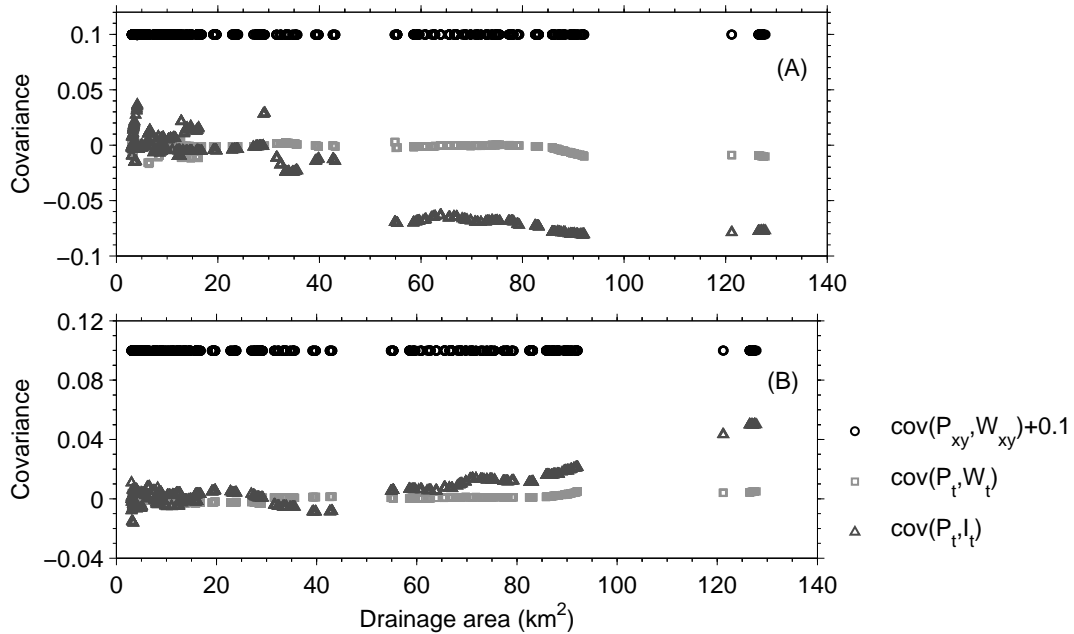 0.1
0.05
0
−0.05
−0.1
Covariance
(A)
0 20 40 60 80 100 120 140
0.12
0.08
0.04
0
−0.04
Covariance
(B)
0 20 40 60 80 100 120 140
Drainage area (km²)
cov(P_xy,W_xy)+0.1
cov(P_t,W_t)
cov(P_t,I_t)